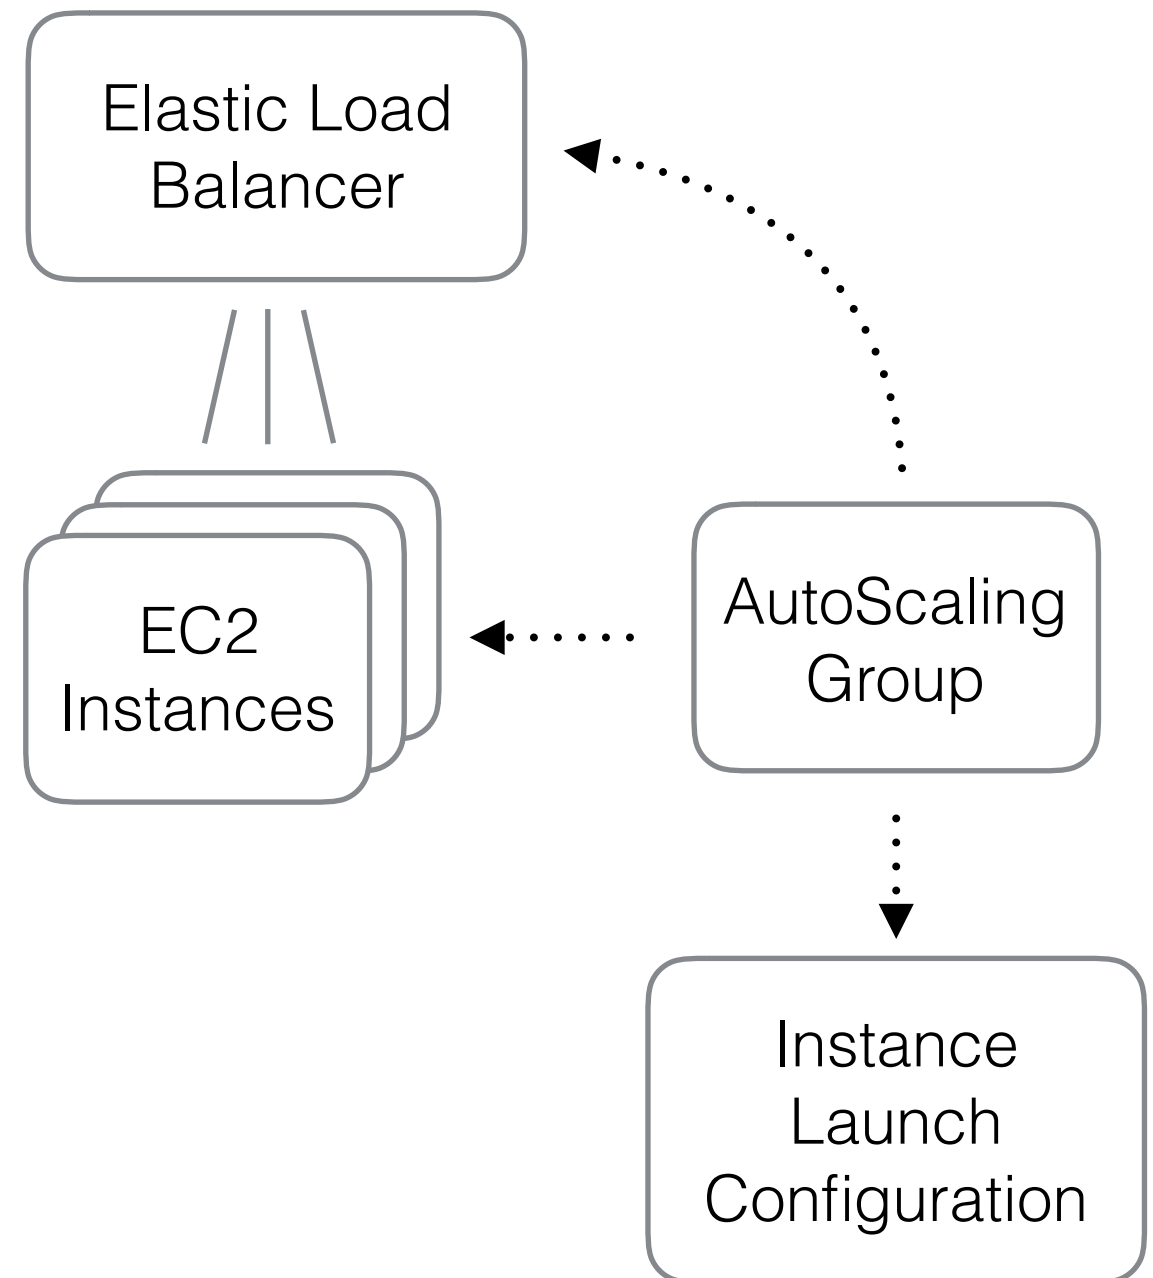 Elastic Load
Balancer
EC2
Instances
AutoScaling
Group
Instance
Launch
Configuration